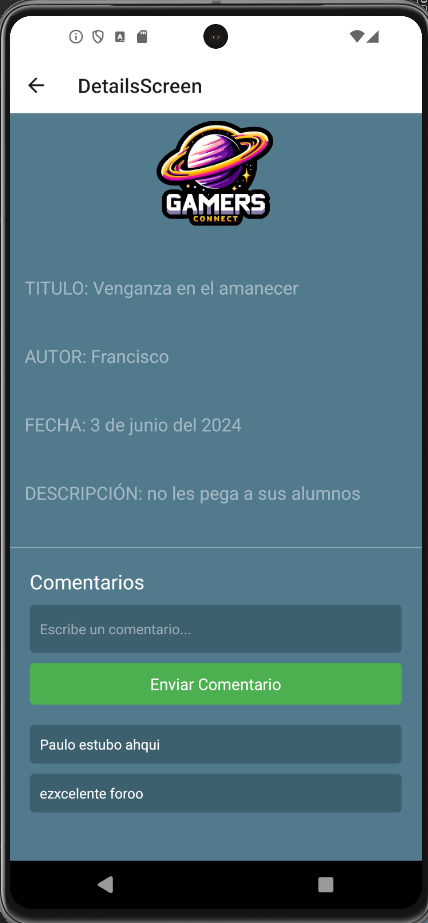 DetailsScreen
GAMERS
CONNECT
TITULO: Venganza en el amanecer
AUTOR: Francisco
FECHA: 3 de junio del 2024
DESCRIPCIÓN: no les pega a sus alumnos
Comentarios
Escribe un comentario...
Enviar Comentario
Paulo estubo ahqui
ezxcelente foroo